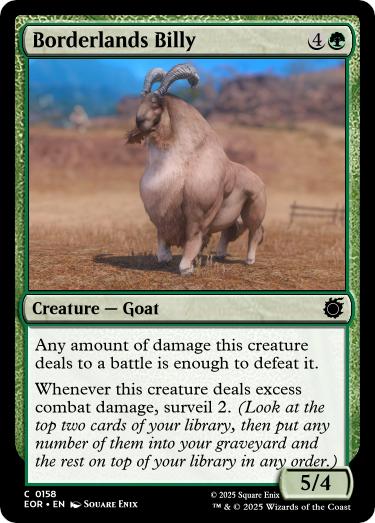 Borderlands Billy 4
Creature — Goat
Any amount of damage this creature
deals to a battle is enough to defeat it.
Whenever this creature deals excess
combat damage, surveil 2. (Look at the
top two cards of your library, then put any
number of them into your graveyard and
the rest on top of your library in any order.)
5/4
C 0158
EOR • EN Square Enix
© 2025 Square Enix
™ & © 2025 Wizards of the Coast